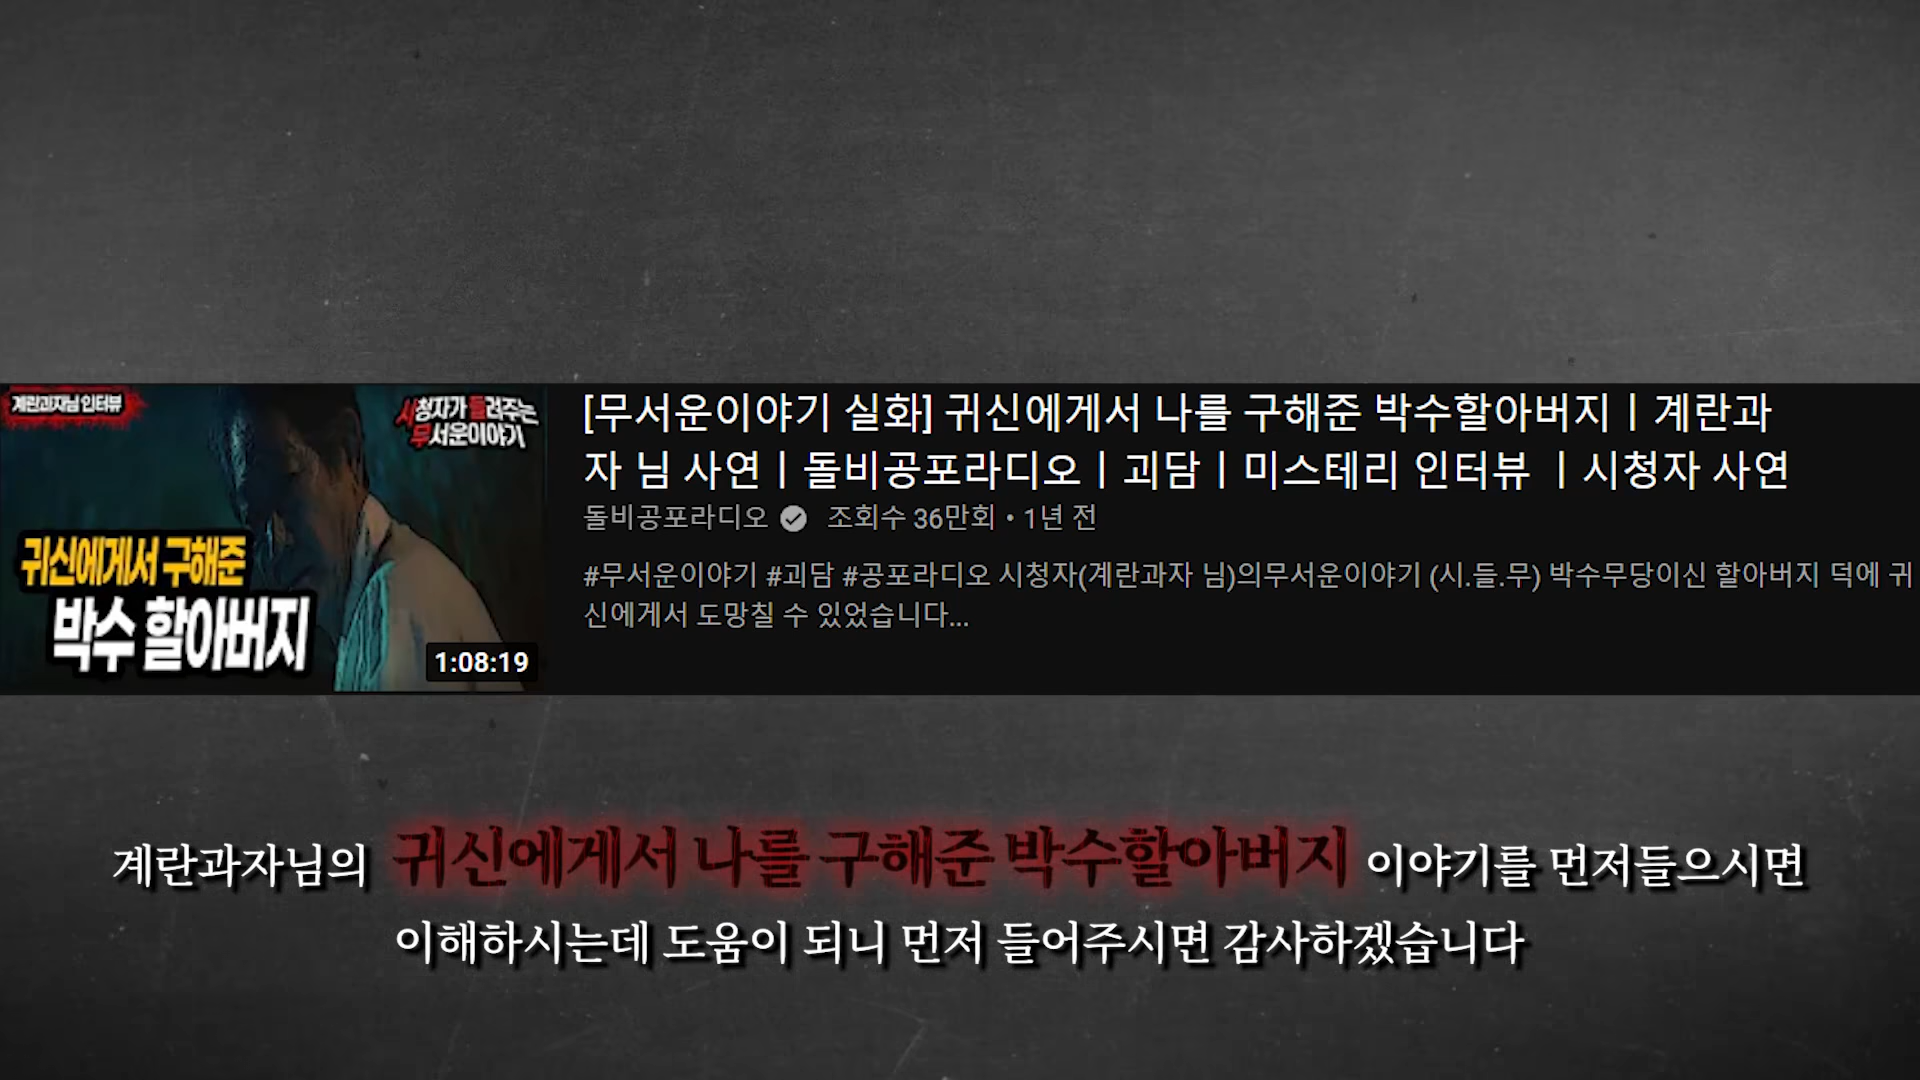 계란과자님 인터뷰
시청자가 들려주는
무서운이야기
귀신에게서 구해준
박수 할아버지
1:08:19
[무서운이야기 실화] 귀신에게서 나를 구해준 박수할아버지ㅣ계란과
자 님 사연ㅣ돌비공포라디오ㅣ괴담ㅣ미스테리 인터뷰 ㅣ시청자 사연
돌비공포라디오 조회수 36만회 • 1년 전
#무서운이야기 #괴담 #공포라디오 시청자(계란과자 님)의무서운이야기 (시.들.무) 박수무당이신 할아버지 덕에 귀
신에게서 도망칠 수 있었습니다...
계란과자님의 귀신에게서 나를 구해준 박수할아버지 이야기를 먼저들으시면
이해하시는데 도움이 되니 먼저 들어주시면 감사하겠습니다